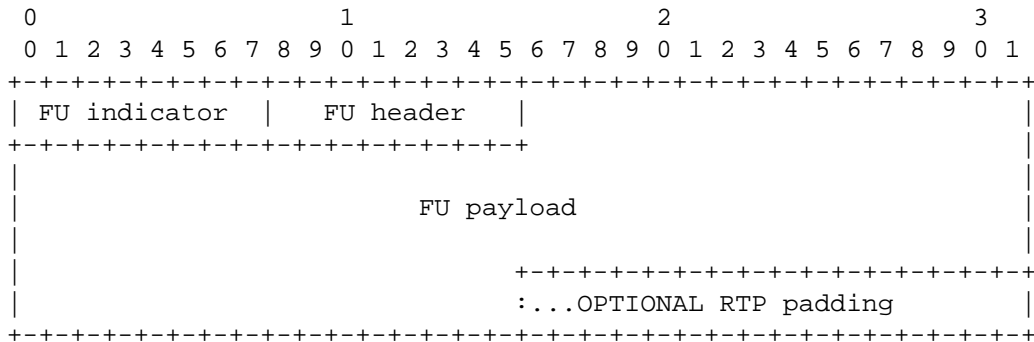 0                   1                   2                   3
 0 1 2 3 4 5 6 7 8 9 0 1 2 3 4 5 6 7 8 9 0 1 2 3 4 5 6 7 8 9 0 1
+-+-+-+-+-+-+-+-+-+-+-+-+-+-+-+-+-+-+-+-+-+-+-+-+-+-+-+-+-+-+-+-+
| FU indicator  |   FU header   |                               |
+-+-+-+-+-+-+-+-+-+-+-+-+-+-+-+-+                               |
|                                                               |
|                         FU payload                            |
|                                                               |
|                               +-+-+-+-+-+-+-+-+-+-+-+-+-+-+-+-+
|                               :...OPTIONAL RTP padding        |
+-+-+-+-+-+-+-+-+-+-+-+-+-+-+-+-+-+-+-+-+-+-+-+-+-+-+-+-+-+-+-+-+